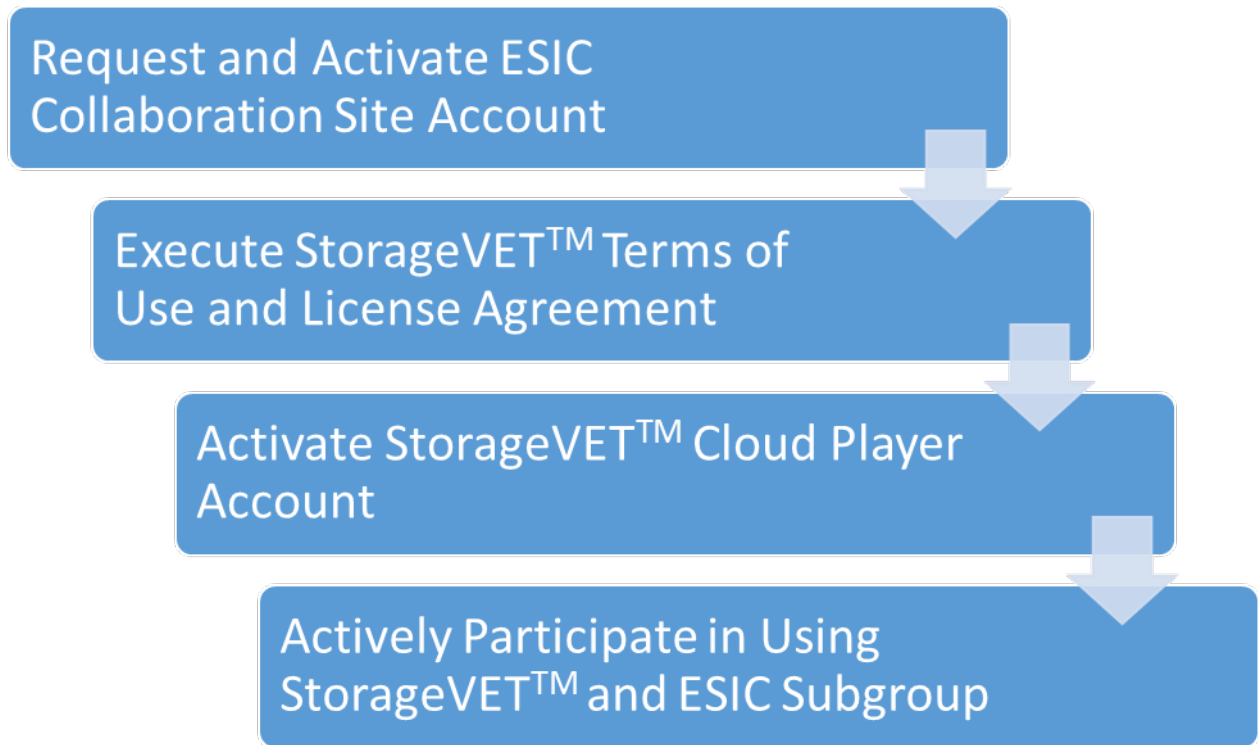 Request and Activate ESIC
Collaboration Site Account
Execute StorageVET™ Terms of
Use and License Agreement
Activate StorageVET™ Cloud Player
Account
Actively Participate in Using
StorageVET™ and ESIC Subgroup